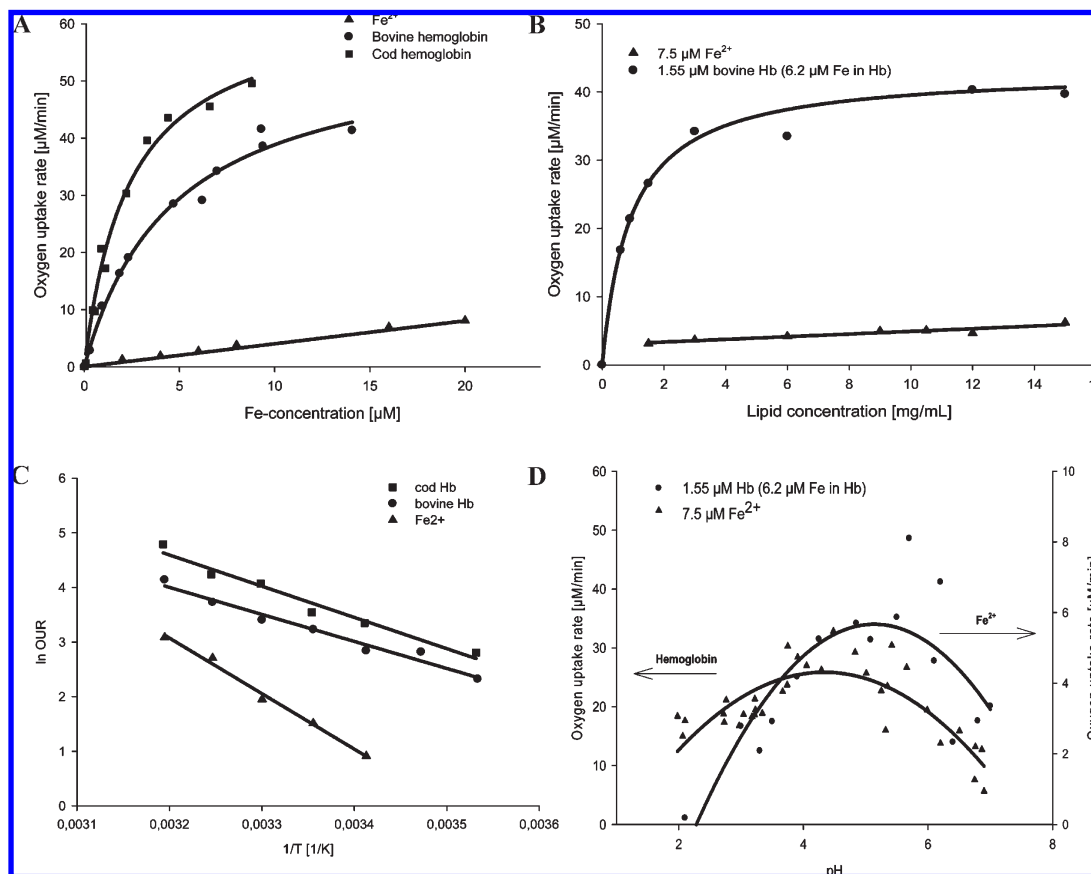 A
Fe2+
Bovine hemoglobin
Cod hemoglobin
Oxygen uptake rate [µM/min]
60
50
40
30
20
10
0
0 5 10 15 20
Fe-concentration [µM]
B
7.5 µM Fe2+
1.55 µM bovine Hb (6.2 µM Fe in Hb)
Oxygen uptake rate [µM/min]
50
40
30
20
10
0
0 3 6 9 12 15
Lipid concentration [mg/mL]
C
cod Hb
bovine Hb
Fe2+
ln OUR
6
5
4
3
2
1
0
0,0031 0,0032 0,0033 0,0034 0,0035 0,0036
1/T [1/K]
D
1.55 µM Hb (6.2 µM Fe in Hb)
7.5 µM Fe2+
Oxygen uptake rate [µM/min]
60
50
40
30
20
10
0
Hemoglobin
Fe2+
10
8
6
4
2
0
2 4 6 8
pH